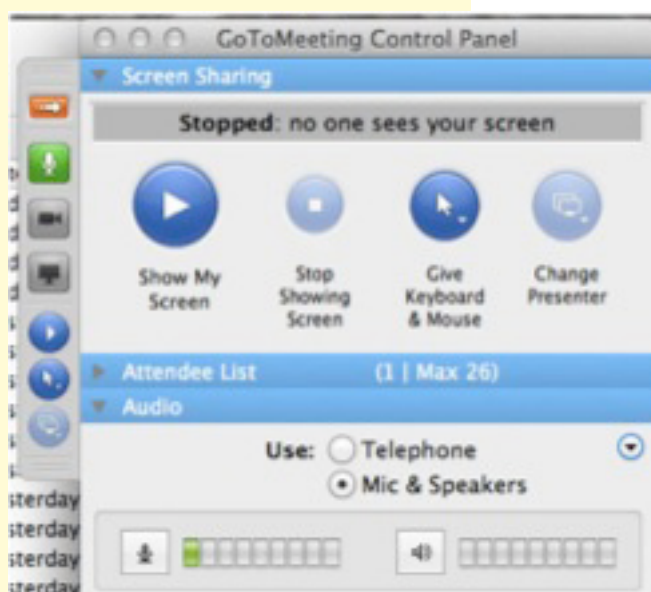 GoToMeeting Control Panel
Screen Sharing
Stopped: no one sees your screen
Show My
Screen
Stop
Showing
Screen
Give
Keyboard
& Mouse
Change
Presenter
Attendee List (1 | Max 26)
Audio
Use: Telephone
Mic & Speakers
sterday
sterday
sterday
sterday